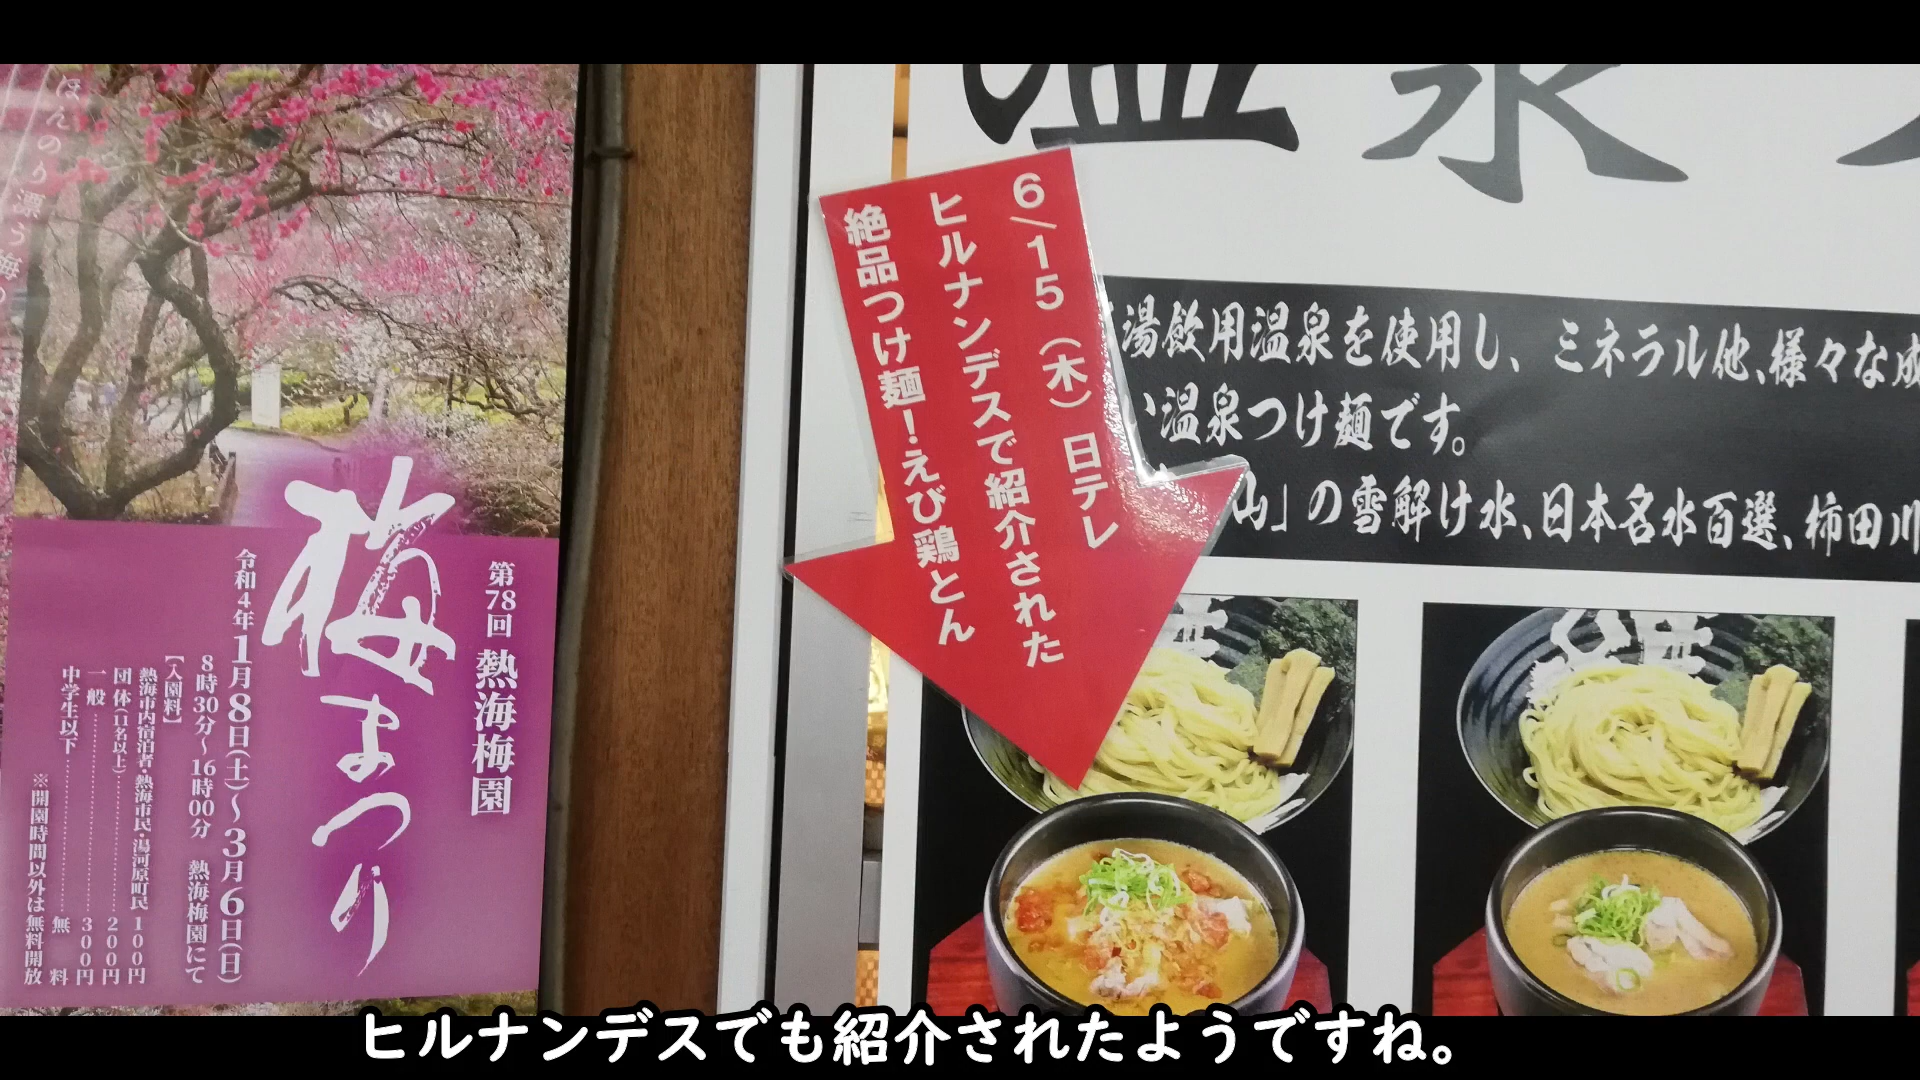 ほんのり漂う梅の
第78回 熱海梅園
梅まつり
令和4年1月8日(土)〜3月6日(日)
8時30分〜16時00分 熱海梅園にて
【入園料】
熱海市内宿泊者・熱海市民・湯河原町民 100円
団体(11名以上) 200円
一般 300円
中学生以下 無料
※開園時間以外は無料開放
温泉
6/15（木）日テレ
ヒルナンデスで紹介された
絶品つけ麺！えび鶏とん
湯飲用温泉を使用し、ミネラル他、様々な成
い温泉つけ麺です。
山」の雪解け水、日本名水百選、柿田川
ヒルナンデスでも紹介されたようですね。